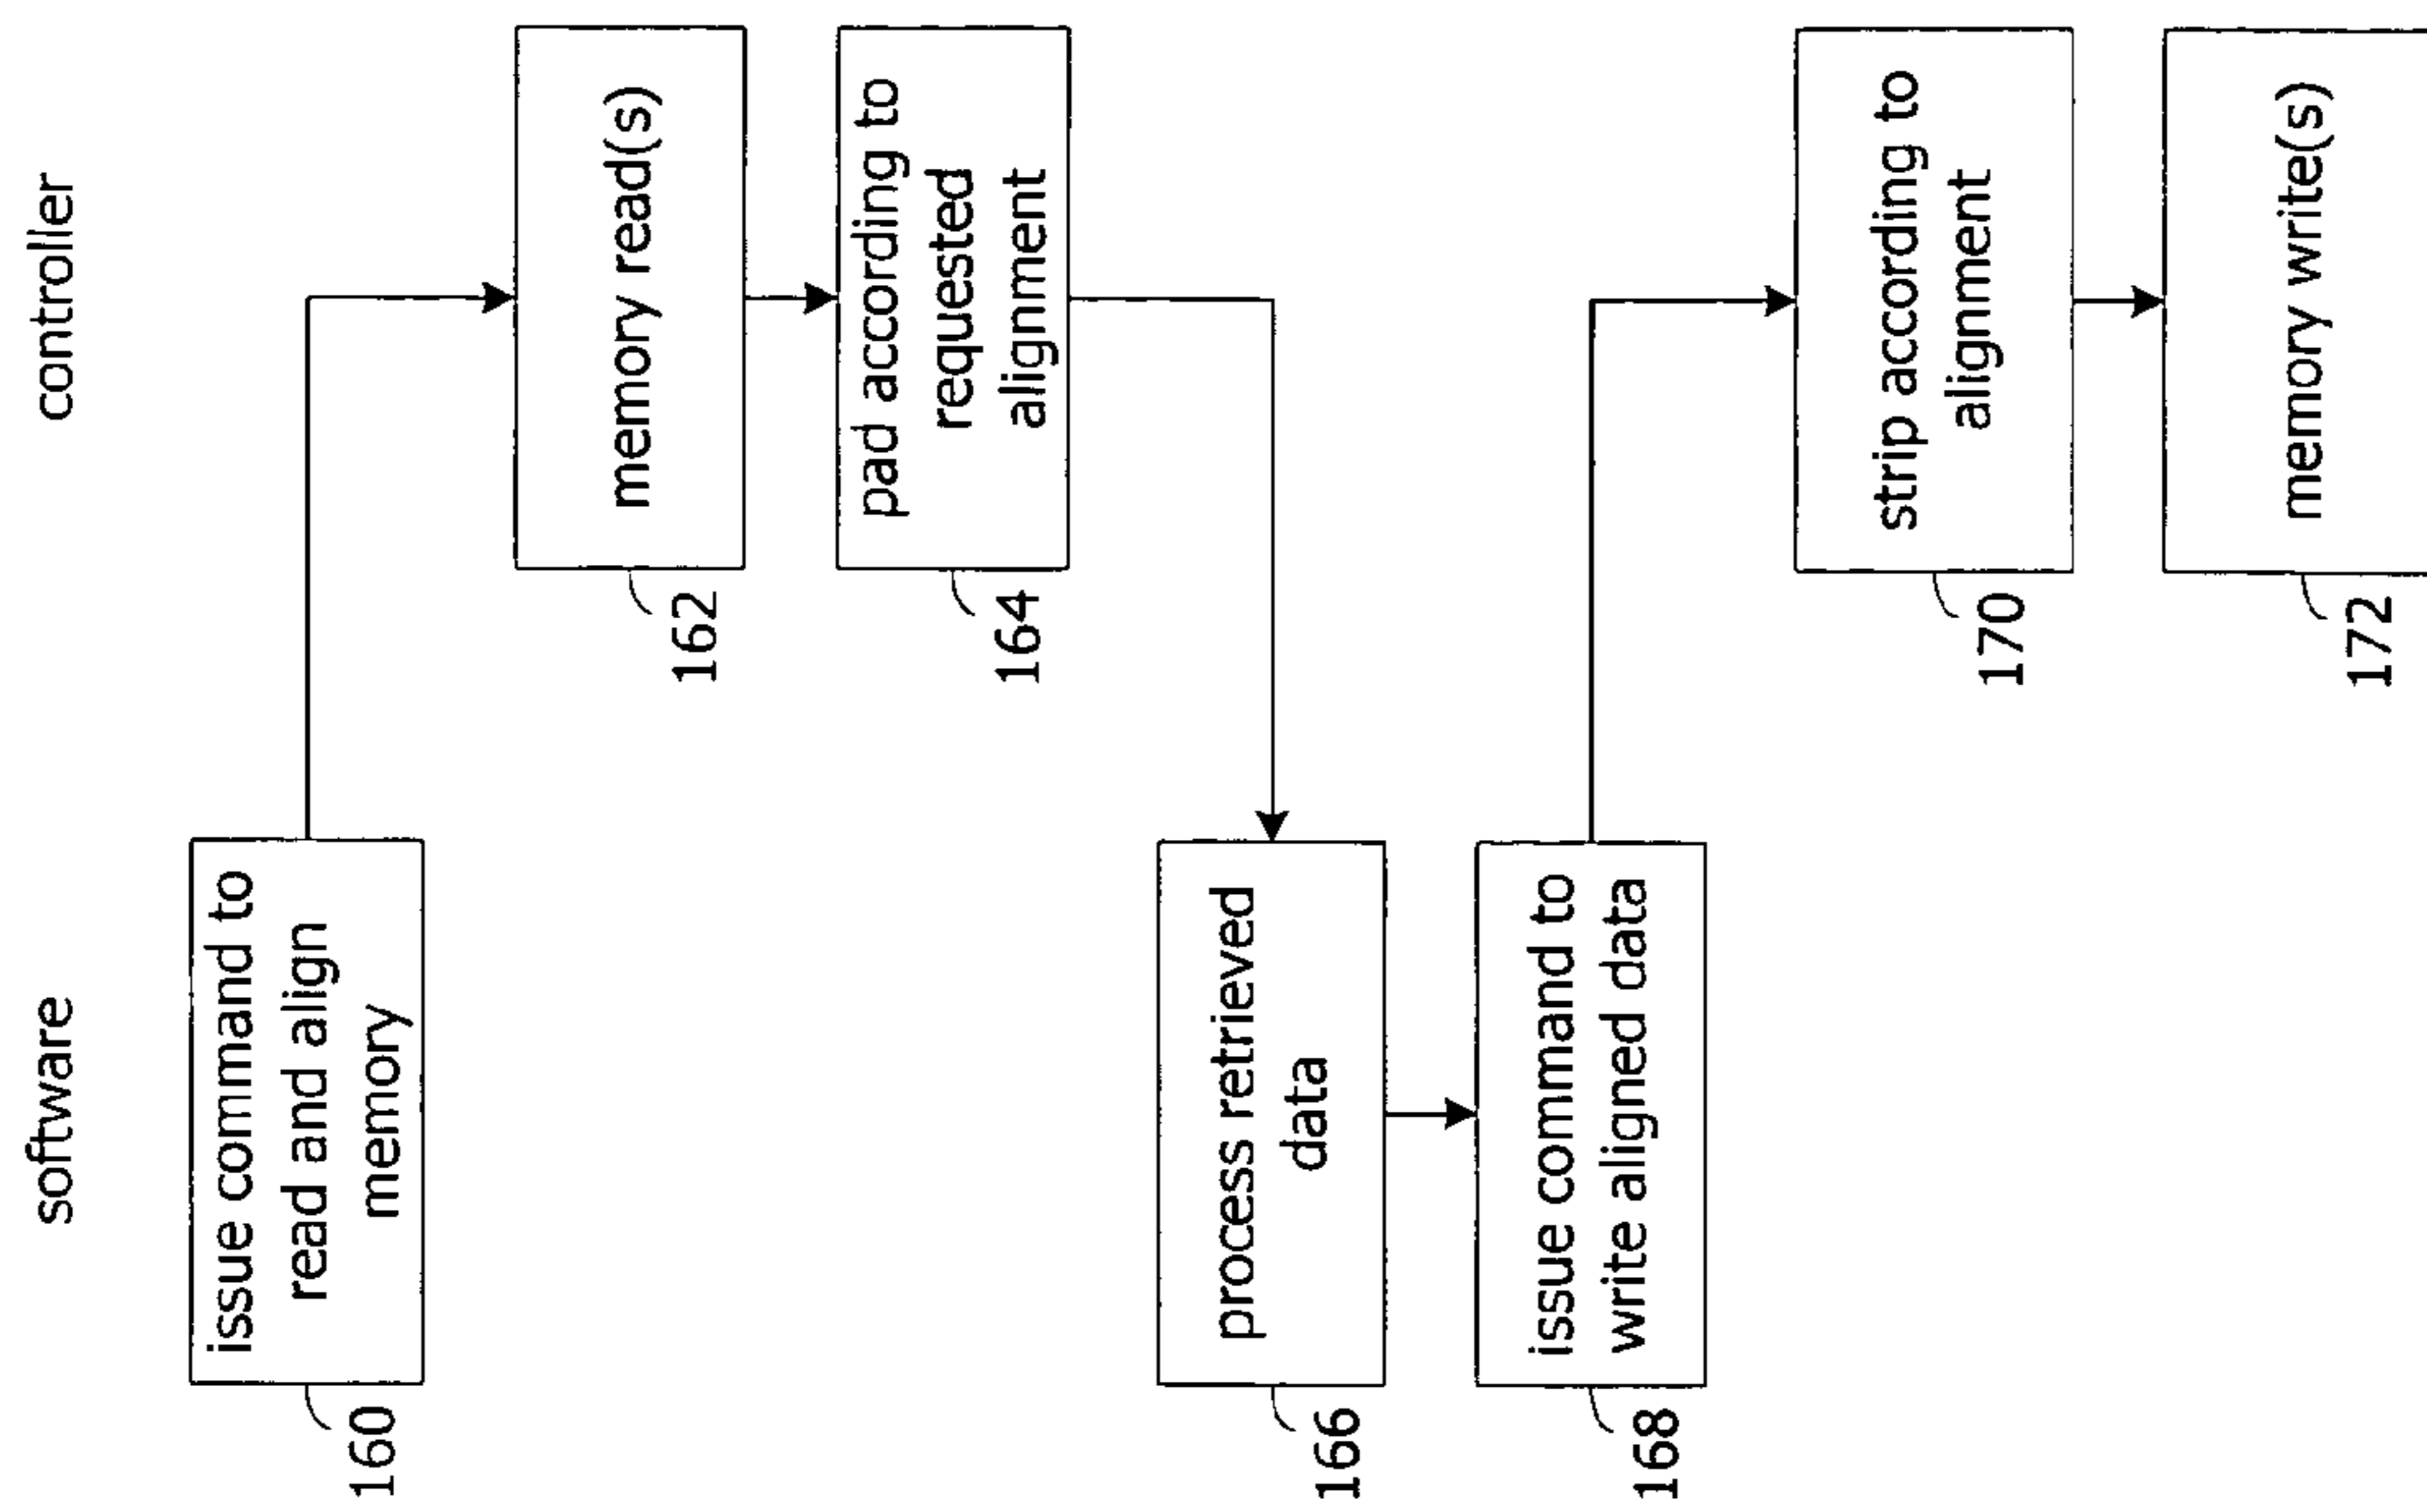 software
controller
issue command to
read and align
memory
160
memory read(s)
162
pad according to
requested
alignment
164
process retrieved
data
166
issue command to
write aligned data
168
strip according to
alignment
170
memory write(s)
172